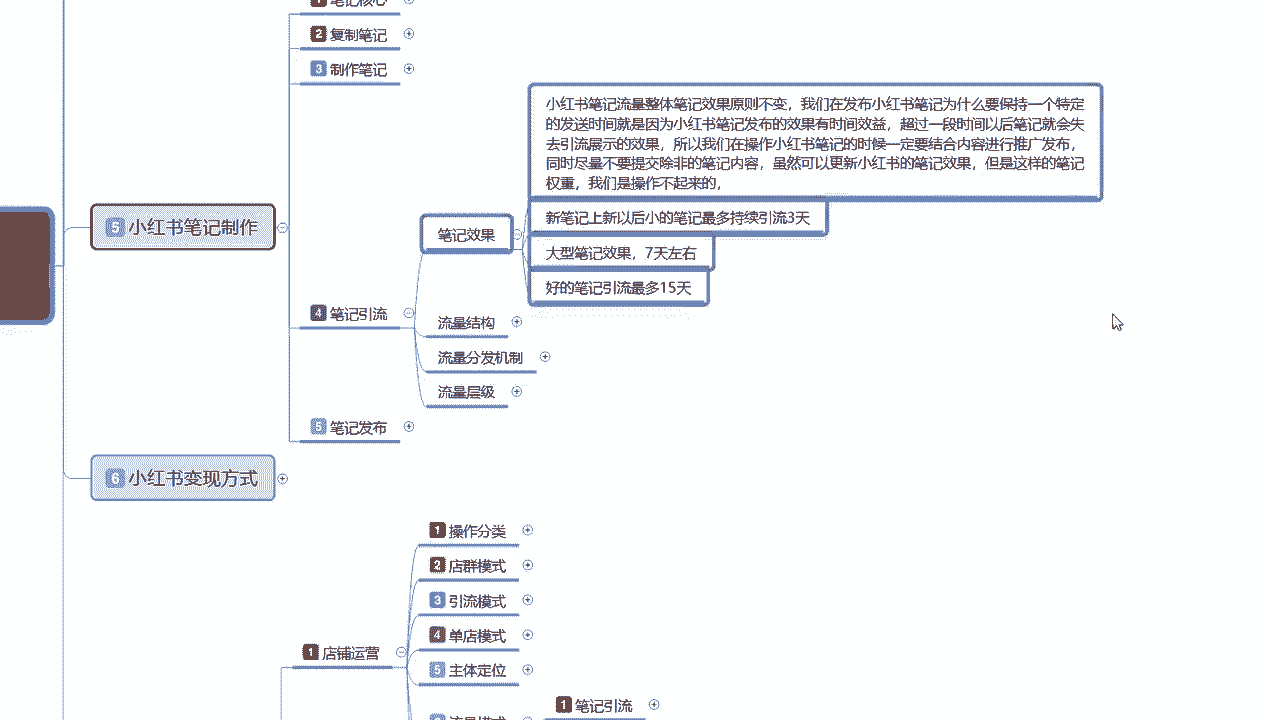 1 笔记核心
2 复制笔记
3 制作笔记
小红书笔记流量整体笔记效果原则不变，我们在发布小红书笔记为什么要保持一个特定
的发送时间就是因为小红书笔记发布的效果有时间效益，超过一段时间以后笔记就会失
去引流展示的效果，所以我们在操作小红书笔记的时候一定要结合内容进行推广发布，
同时尽量不要提交除非的笔记内容，虽然可以更新小红书的笔记效果，但是这样的笔记
权重，我们是操作不起来的，
5 小红书笔记制作
笔记效果
新笔记上新以后小的笔记最多持续引流3天
大型笔记效果，7天左右
好的笔记引流最多15天
4 笔记引流
流量结构
流量分发机制
流量层级
5 笔记发布
6 小红书变现方式
1 操作分类
2 店群模式
3 引流模式
4 单店模式
1 店铺运营
5 主体定位
1 笔记引流
流量模式